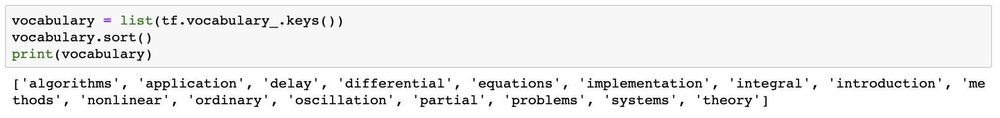 vocabulary = list(tf.vocabulary_.keys())
vocabulary.sort()
print(vocabulary)
['algorithms', 'application', 'delay', 'differential', 'equations', 'implementation', 'integral', 'introduction', 'me
thods', 'nonlinear', 'ordinary', 'oscillation', 'partial', 'problems', 'systems', 'theory']